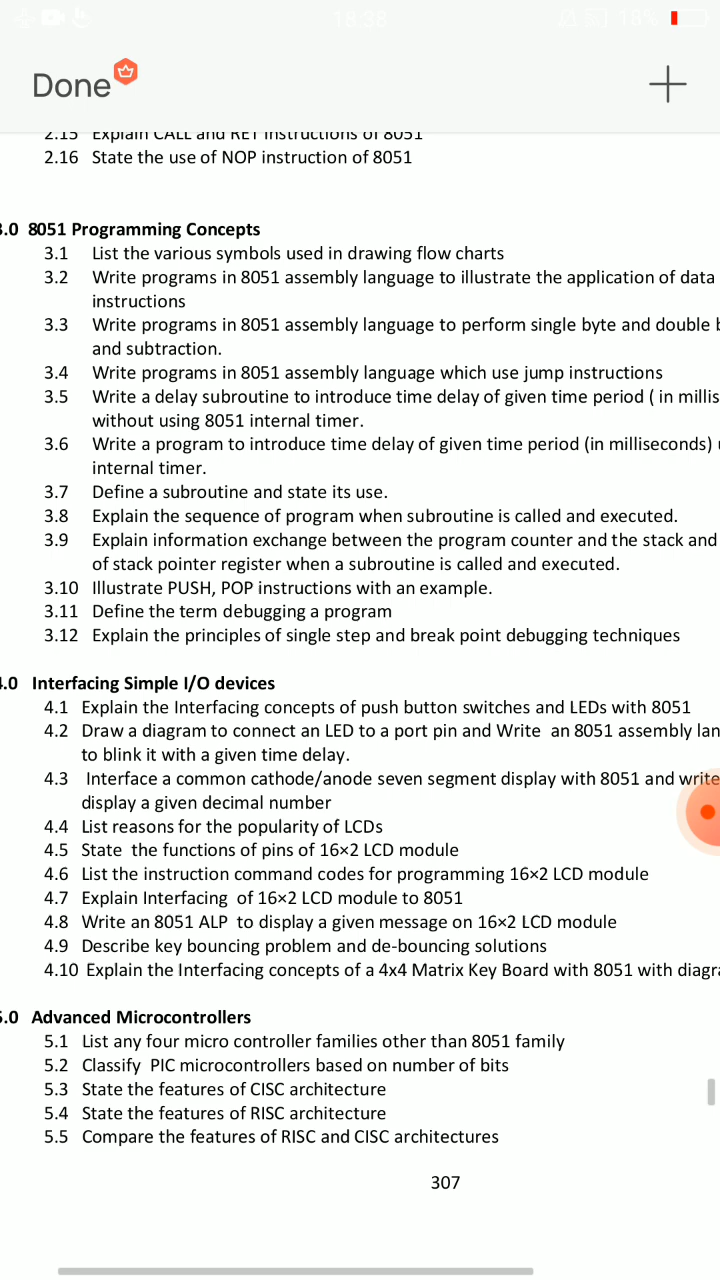 18:38
18%
Done
2.15 Explain CALL and RET instructions of 8051
2.16 State the use of NOP instruction of 8051
3.0 8051 Programming Concepts
3.1 List the various symbols used in drawing flow charts
3.2 Write programs in 8051 assembly language to illustrate the application of data
instructions
3.3 Write programs in 8051 assembly language to perform single byte and double
and subtraction.
3.4 Write programs in 8051 assembly language which use jump instructions
3.5 Write a delay subroutine to introduce time delay of given time period ( in millis
without using 8051 internal timer.
3.6 Write a program to introduce time delay of given time period (in milliseconds)
internal timer.
3.7 Define a subroutine and state its use.
3.8 Explain the sequence of program when subroutine is called and executed.
3.9 Explain information exchange between the program counter and the stack and
of stack pointer register when a subroutine is called and executed.
3.10 Illustrate PUSH, POP instructions with an example.
3.11 Define the term debugging a program
3.12 Explain the principles of single step and break point debugging techniques
4.0 Interfacing Simple I/O devices
4.1 Explain the Interfacing concepts of push button switches and LEDs with 8051
4.2 Draw a diagram to connect an LED to a port pin and Write an 8051 assembly lan
to blink it with a given time delay.
4.3 Interface a common cathode/anode seven segment display with 8051 and write
display a given decimal number
4.4 List reasons for the popularity of LCDs
4.5 State the functions of pins of 16×2 LCD module
4.6 List the instruction command codes for programming 16×2 LCD module
4.7 Explain Interfacing of 16×2 LCD module to 8051
4.8 Write an 8051 ALP to display a given message on 16×2 LCD module
4.9 Describe key bouncing problem and de-bouncing solutions
4.10 Explain the Interfacing concepts of a 4x4 Matrix Key Board with 8051 with diagra
5.0 Advanced Microcontrollers
5.1 List any four micro controller families other than 8051 family
5.2 Classify PIC microcontrollers based on number of bits
5.3 State the features of CISC architecture
5.4 State the features of RISC architecture
5.5 Compare the features of RISC and CISC architectures
307